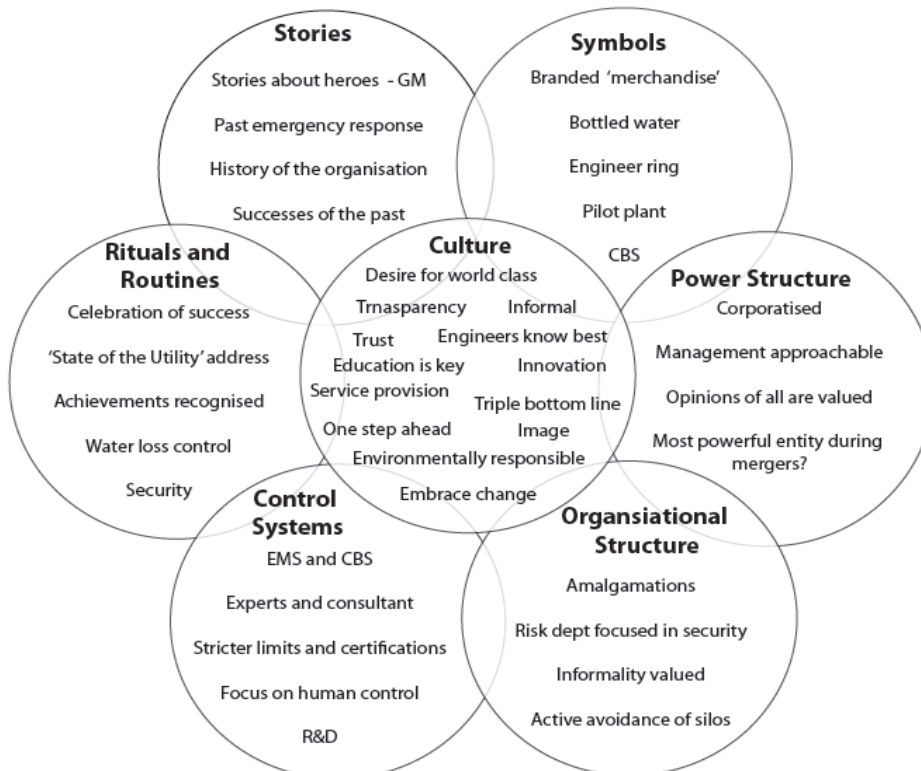 Stories
Stories about heroes - GM
Past emergency response
History of the organisation
Successes of the past
Symbols
Branded ‘merchandise’
Bottled water
Engineer ring
Pilot plant
CBS
Rituals and
Routines
Celebration of success
‘State of the Utility’ address
Achievements recognised
Water loss control
Security
Culture
Desire for world class
Trnasparency
Informal
Trust
Engineers know best
Education is key
Innovation
Service provision
Triple bottom line
One step ahead
Image
Environmentally responsible
Embrace change
Power Structure
Corporatised
Management approachable
Opinions of all are valued
Most powerful entity during
mergers?
Control
Systems
EMS and CBS
Experts and consultant
Stricter limits and certifications
Focus on human control
R&D
Organsiational
Structure
Amalgamations
Risk dept focused in security
Informality valued
Active avoidance of silos